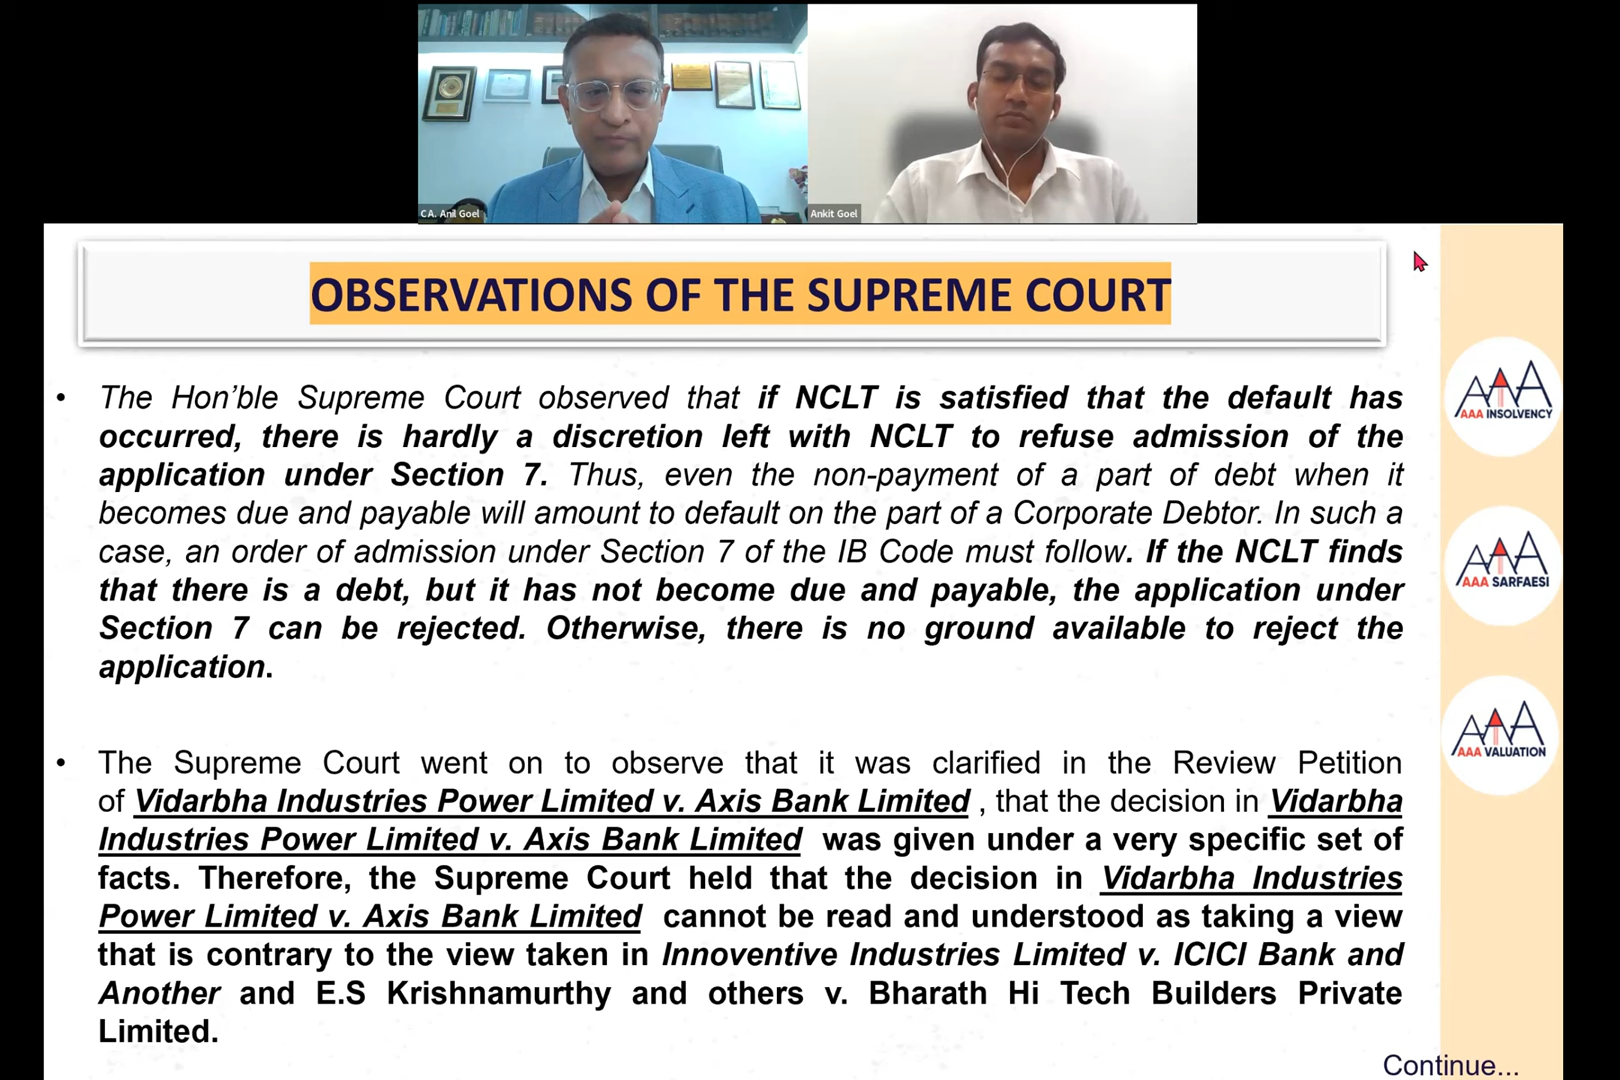 CA. Anil Goel
Ankit Goel
OBSERVATIONS OF THE SUPREME COURT
• The Hon’ble Supreme Court observed that if NCLT is satisfied that the default has
occurred, there is hardly a discretion left with NCLT to refuse admission of the
application under Section 7. Thus, even the non-payment of a part of debt when it
becomes due and payable will amount to default on the part of a Corporate Debtor. In such a
case, an order of admission under Section 7 of the IB Code must follow. If the NCLT finds
that there is a debt, but it has not become due and payable, the application under
Section 7 can be rejected. Otherwise, there is no ground available to reject the
application.
• The Supreme Court went on to observe that it was clarified in the Review Petition
of Vidarbha Industries Power Limited v. Axis Bank Limited , that the decision in Vidarbha
Industries Power Limited v. Axis Bank Limited was given under a very specific set of
facts. Therefore, the Supreme Court held that the decision in Vidarbha Industries
Power Limited v. Axis Bank Limited cannot be read and understood as taking a view
that is contrary to the view taken in Innoventive Industries Limited v. ICICI Bank and
Another and E.S Krishnamurthy and others v. Bharath Hi Tech Builders Private
Limited.
AAA INSOLVENCY
AAA SARFAESI
AAA VALUATION
Continue...